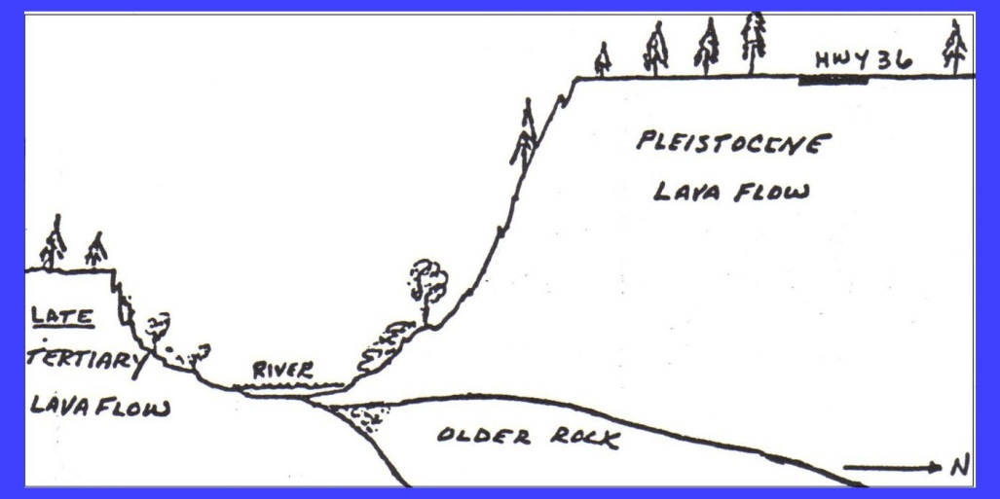 HWY 36
PLEISTOCENE
LAVA FLOW
LATE
TERTIARY
LAVA FLOW
RIVER
OLDER ROCK
N